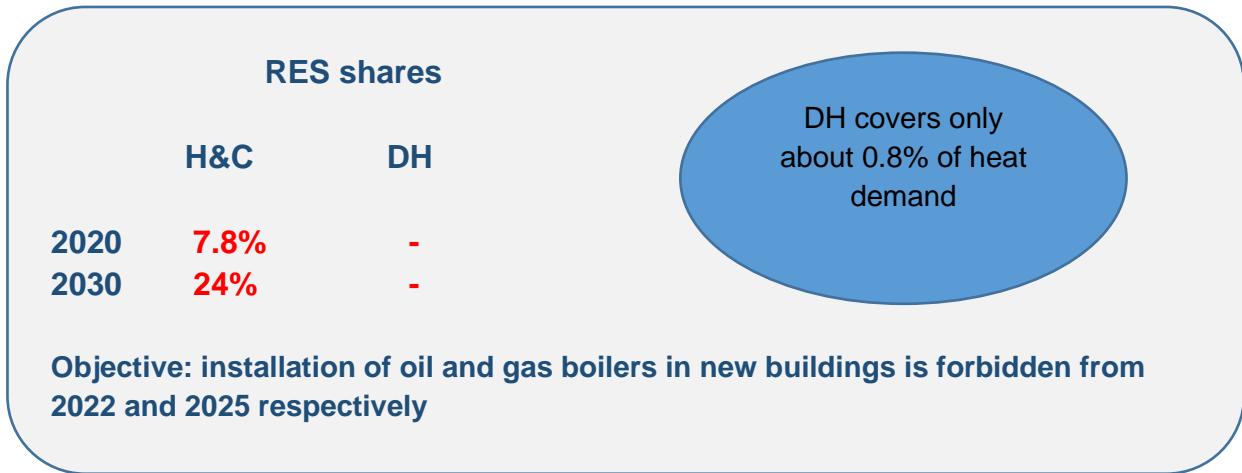 RES shares
H&C DH
2020 7.8% -
2030 24% -
DH covers only
about 0.8% of heat
demand
Objective: installation of oil and gas boilers in new buildings is forbidden from
2022 and 2025 respectively